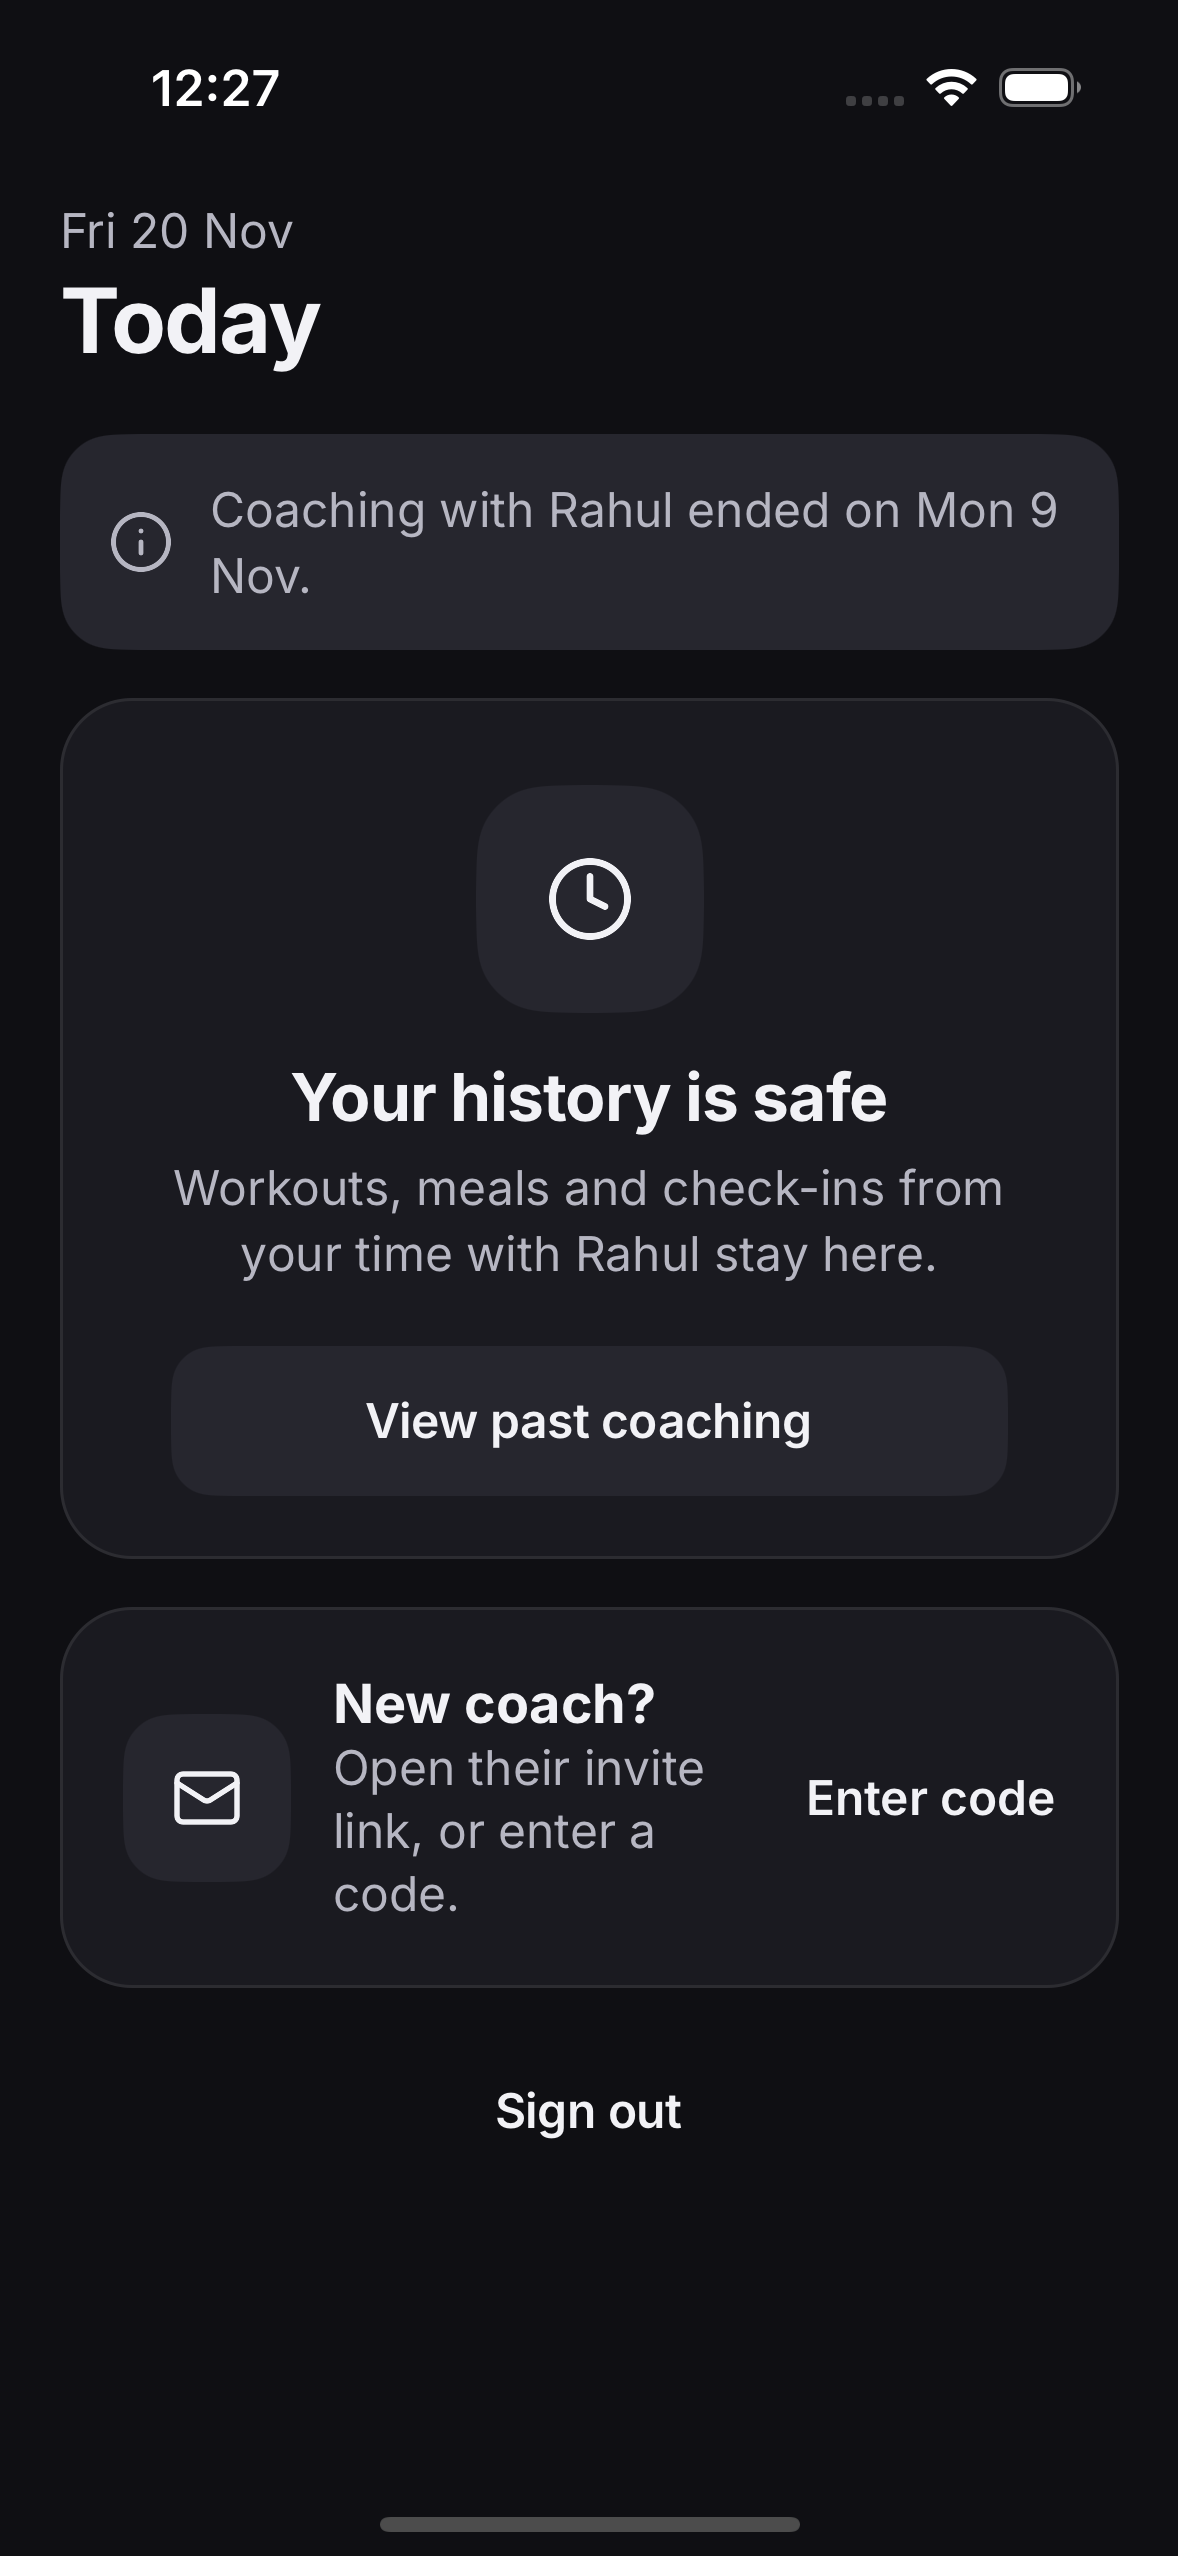 12:27
Fri 20 Nov
Today
Coaching with Rahul ended on Mon 9
Nov.
Your history is safe
Workouts, meals and check-ins from
your time with Rahul stay here.
View past coaching
New coach?
Open their invite
link, or enter a
code.
Enter code
Sign out